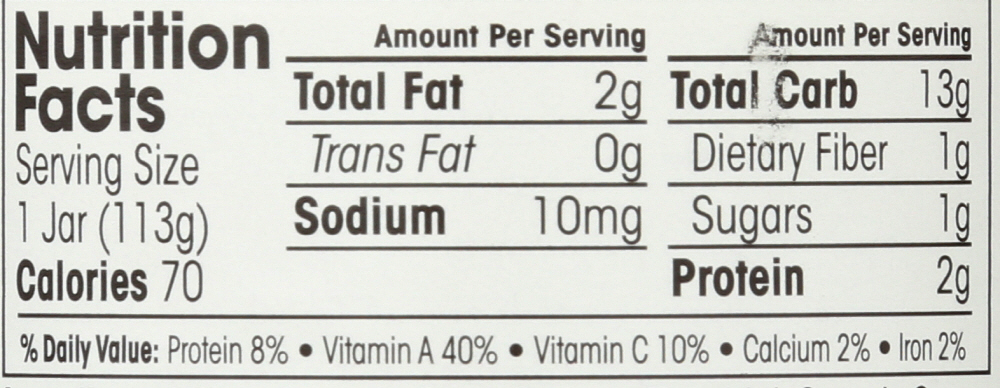 Nutrition
Facts
Serving Size
1 Jar (113g)
Calories 70
Amount Per Serving
Total Fat 2g
Trans Fat 0g
Sodium 10mg
Amount Per Serving
Total Carb 13g
Dietary Fiber 1g
Sugars 1g
Protein 2g
% Daily Value: Protein 8% • Vitamin A 40% • Vitamin C 10% • Calcium 2% • Iron 2%